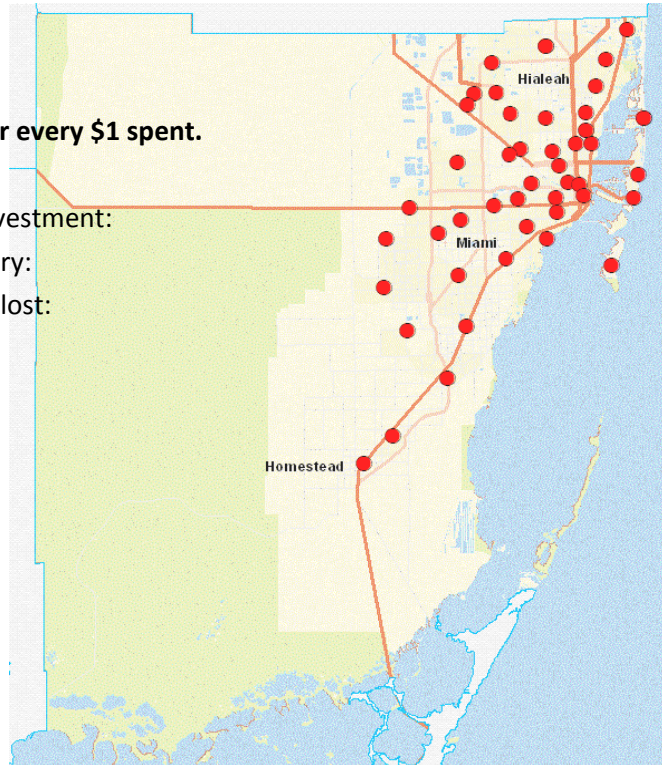 Hialeah
r every $1 spent.
vestment:
Miami
ry:
lost:
Homestead